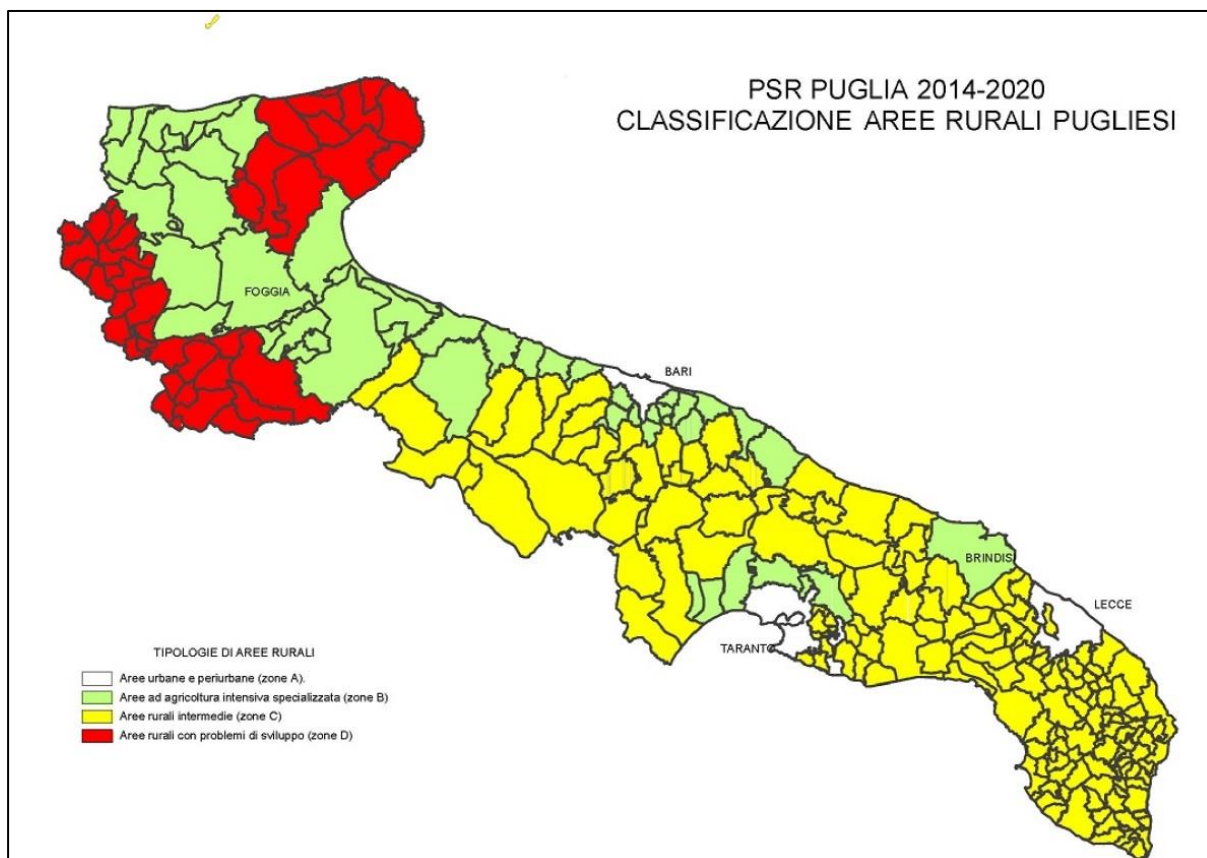 PSR PUGLIA 2014-2020
CLASSIFICAZIONE AREE RURALI PUGLIESI
FOGGIA
BARI
BRINDISI
LECCE
TARANTO
TIPOLOGIE DI AREE RURALI
Aree urbane e periurbane (zone A).
Aree ad agricoltura intensiva specializzata (zone B)
Aree rurali intermedie (zone C)
Aree rurali con problemi di sviluppo (zone D)